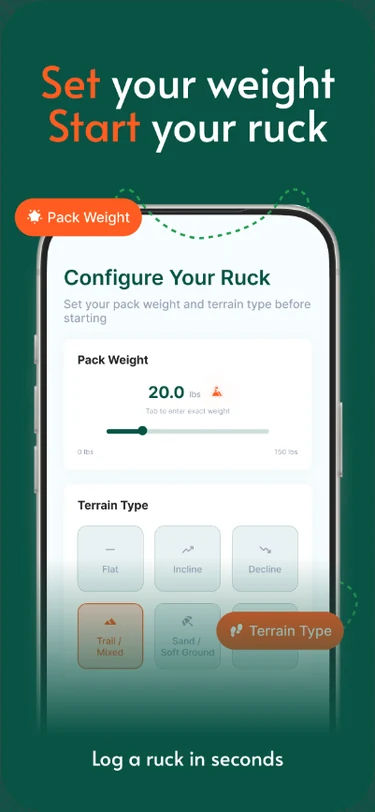 Set your weight
Start your ruck
Pack Weight
Configure Your Ruck
Set your pack weight and terrain type before
starting
Pack Weight
20.0 lbs
Tab to enter exact weight
0 lbs
150 lbs
Terrain Type
Flat
Incline
Decline
Trail /
Mixed
Sand /
Soft Ground
Terrain Type
Log a ruck in seconds